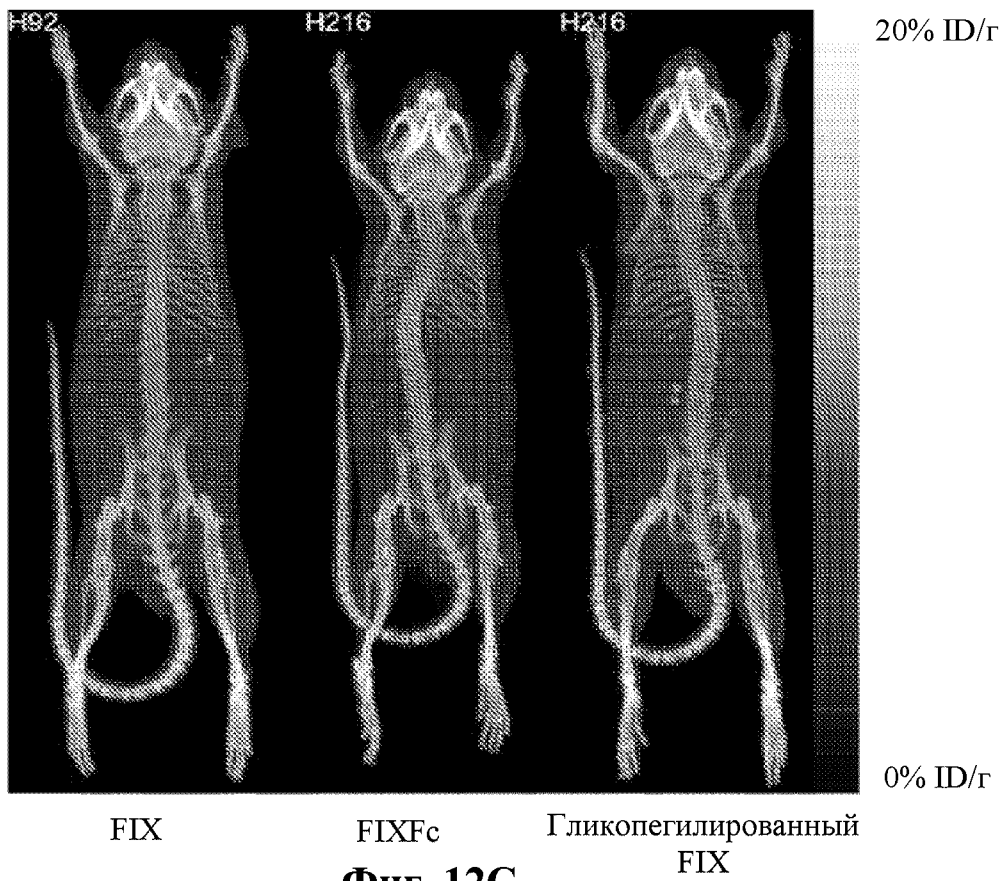 H92 H216 H216
20% ID/г
0% ID/г
FIX
FIXFc
Гликопегилированный
FIX
Фиг. 12C